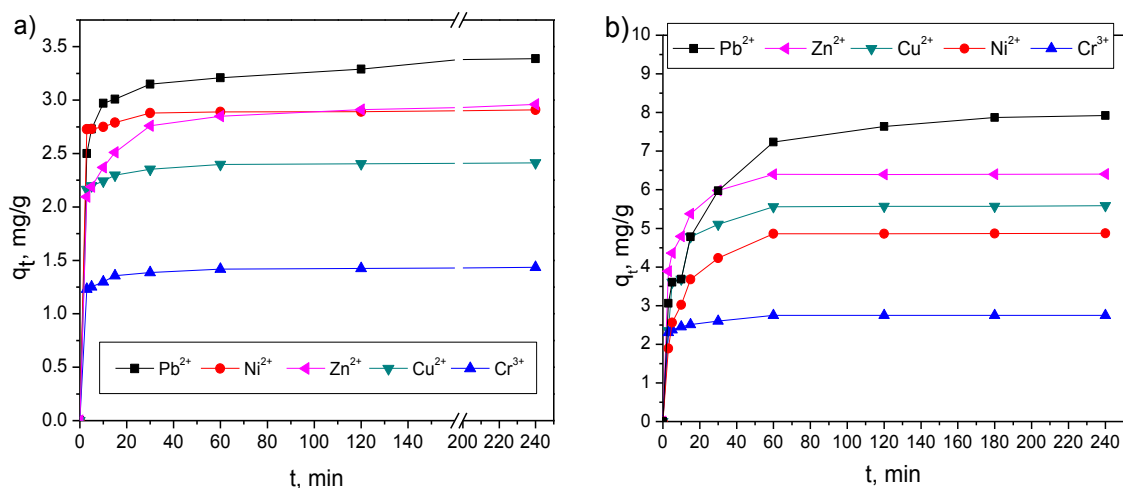 a)
q_t, mg/g
3.5
3.0
2.5
2.0
1.5
1.0
0.5
0.0
Pb²⁺ Ni²⁺ Zn²⁺ Cu²⁺ Cr³⁺
0 20 40 60 80 100 120 140 200 220 240
t, min
b)
q_t, mg/g
10
9
8
7
6
5
4
3
2
1
0
Pb²⁺ Zn²⁺ Cu²⁺ Ni²⁺ Cr³⁺
0 20 40 60 80 100 120 140 160 180 200 220 240
t, min